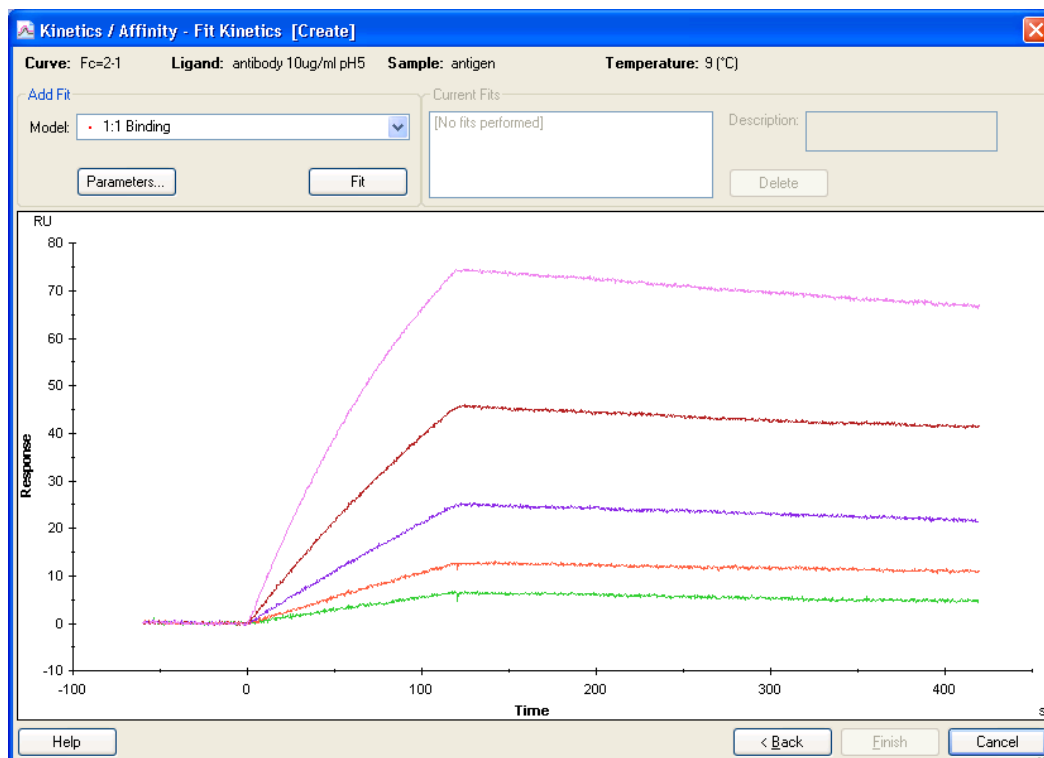 Kinetics / Affinity - Fit Kinetics [Create]
Curve: Fc=2-1 Ligand: antibody 10ug/ml pH5 Sample: antigen Temperature: 9 (°C)
Add Fit
Current Fits
Model: 1:1 Binding
[No fits performed]
Description:
Parameters...
Fit
Delete
RU
80
70
60
50
40
30
20
10
0
-10
Response
-100 0 100 200 300 400
Time
s
Help
< Back
Finish
Cancel